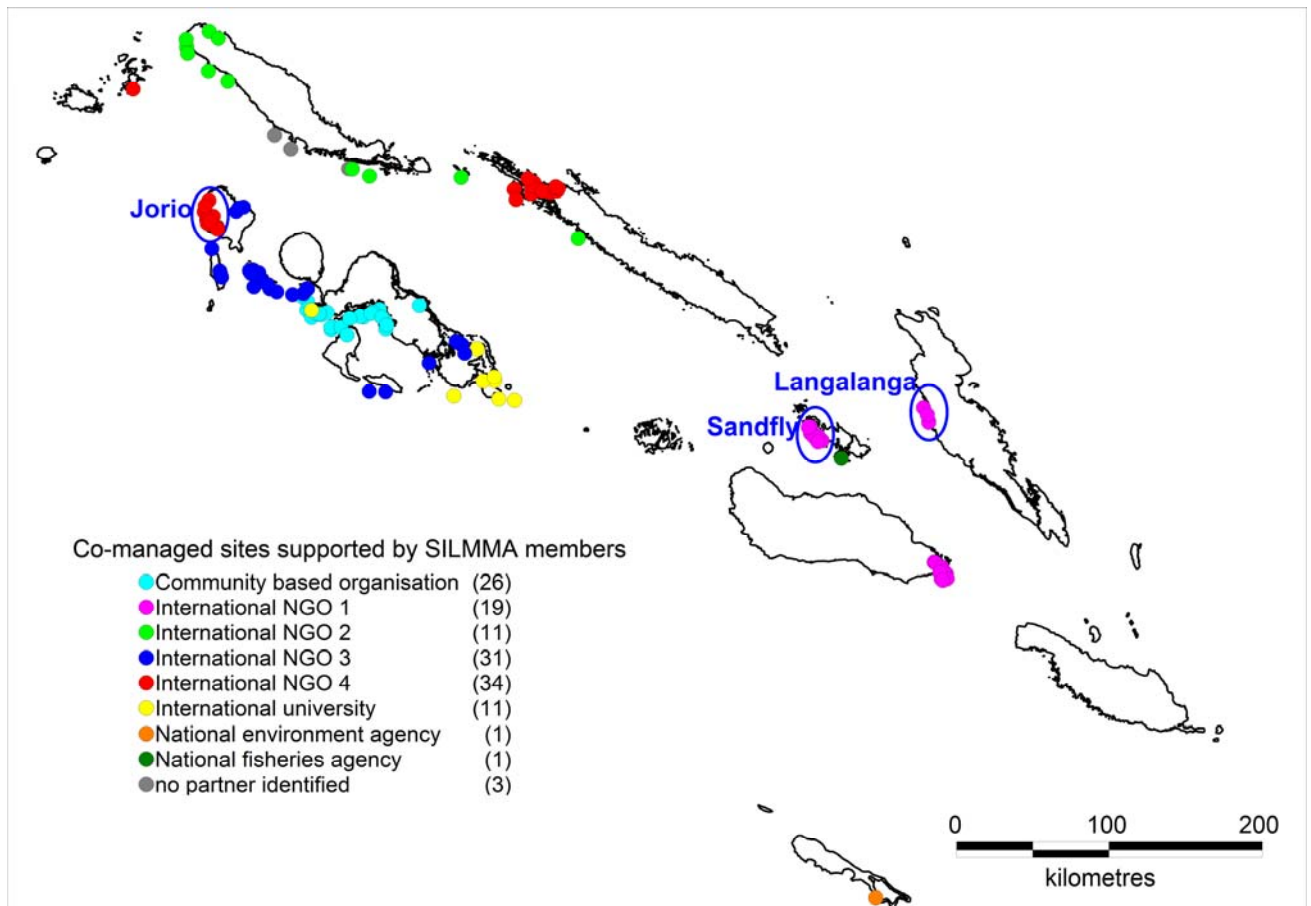 Jorio
Langalanga
Sandfly
Co-managed sites supported by SILMMA members
Community based organisation (26)
International NGO 1 (19)
International NGO 2 (11)
International NGO 3 (31)
International NGO 4 (34)
International university (11)
National environment agency (1)
National fisheries agency (1)
no partner identified (3)
0 100 200
kilometres